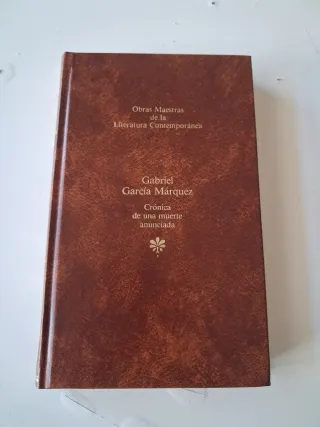 Obras Maestras
de la
Literatura Contemporánea
Gabriel
García Márquez
Crónica
de una muerte
anunciada